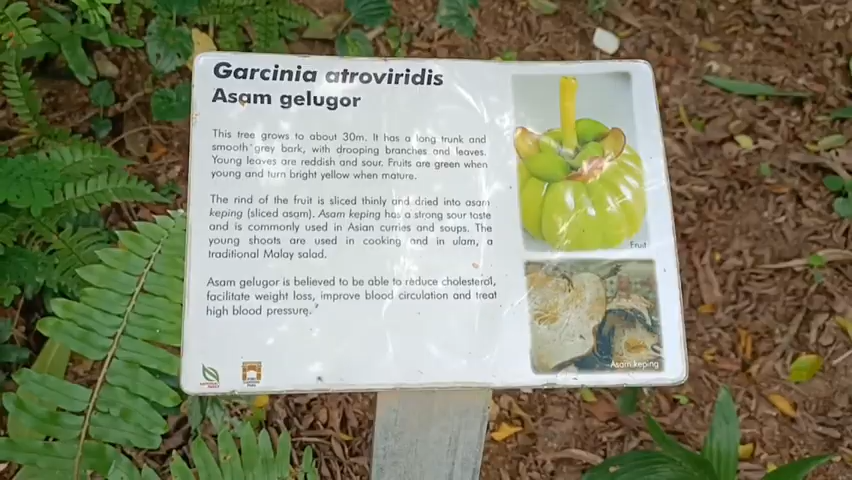 Garcinia atroviridis
Asam gelugor
This tree grows to about 30m. It has a long trunk and
smooth grey bark, with drooping branches and leaves.
Young leaves are reddish and sour. Fruits are green when
young and turn bright yellow when mature.
The rind of the fruit is sliced thinly and dried into asam
keping (sliced asam). Asam keping has a strong sour taste
and is commonly used in Asian curries and soups. The
young shoots are used in cooking and in ulam, a
traditional Malay salad.
Asam gelugor is believed to be able to reduce cholesterol,
facilitate weight loss, improve blood circulation and treat
high blood pressure.
Fruit
Asam keping